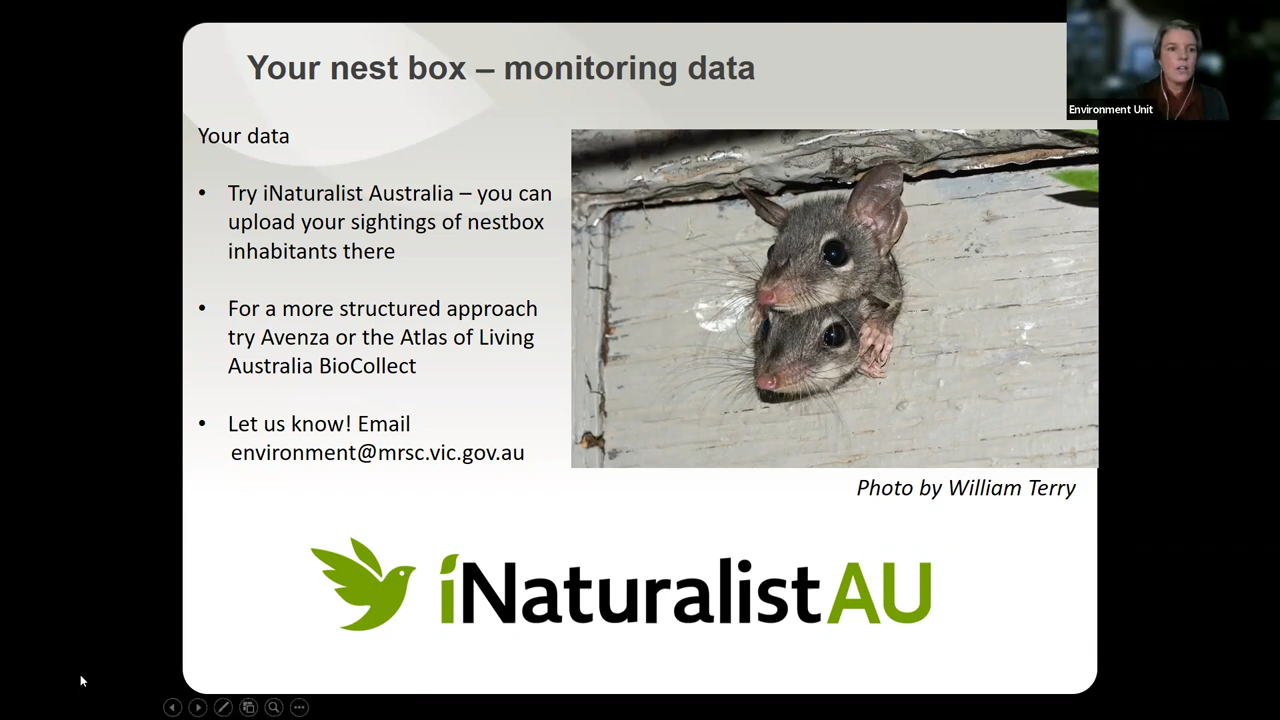 Your nest box – monitoring data
Environment Unit
Your data
• Try iNaturalist Australia – you can
upload your sightings of nestbox
inhabitants there
• For a more structured approach
try Avenza or the Atlas of Living
Australia BioCollect
• Let us know! Email
environment@mrsc.vic.gov.au
Photo by William Terry
iNaturalistAU